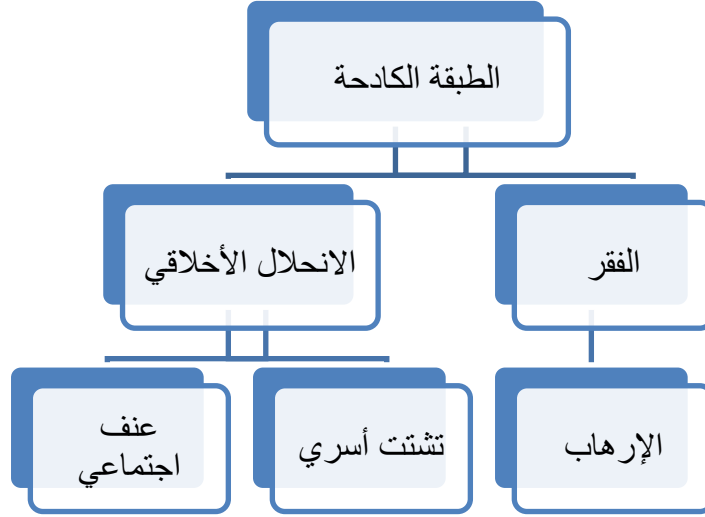 الطبقة الكادحة
الفقر
الانحلال الأخلاقي
الإرهاب
تشتت أسري
عنف
اجتماعي